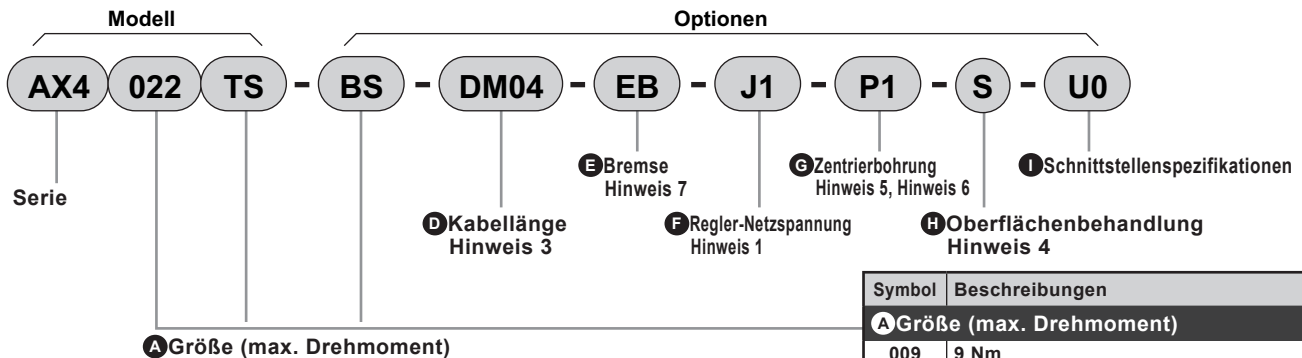 Modell
Optionen
AX4 022 TS - BS - DM04 - EB - J1 - P1 - S - U0
Serie
E Bremse
Hinweis 7
G Zentrierbohrung
Hinweis 5, Hinweis 6
I Schnittstellenspezifikationen
D Kabellänge
Hinweis 3
F Regler-Netzspannung
Hinweis 1
H Oberflächenbehandlung
Hinweis 4
A Größe (max. Drehmoment)
Symbol Beschreibungen
A Größe (max. Drehmoment)
009 9 Nm